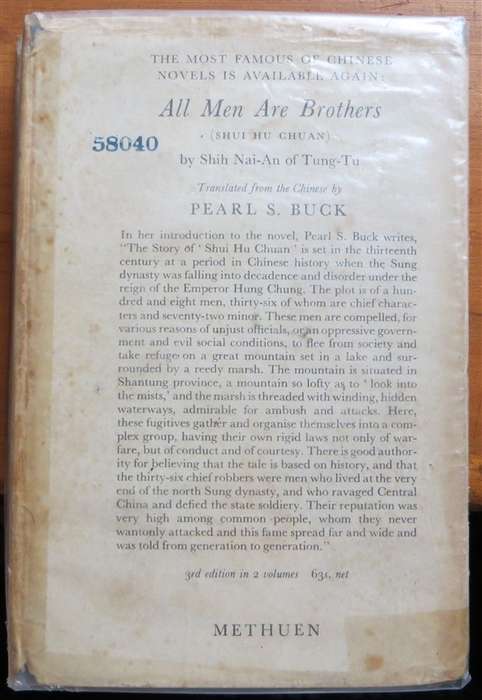 THE MOST FAMOUS OF CHINESE
NOVELS IS AVAILABLE AGAIN:
All Men Are Brothers
(SHUI HU CHUAN)
58040
by Shih Nai-An of Tung-Tu
Translated from the Chinese by
PEARL S. BUCK
In her introduction to the novel, Pearl S. Buck writes,
"The Story of 'Shui Hu Chuan' is set in the thirteenth
century at a period in Chinese history when the Sung
dynasty was falling into decadence and disorder under the
reign of the Emperor Hung Chung. The plot is of a hun-
dred and eight men, thirty-six of whom are chief charac-
ters and seventy-two minor. These men are compelled, for
various reasons of unjust officials, or an oppressive govern-
ment and evil social conditions, to flee from society and
take refuge on a great mountain set in a lake and sur-
rounded by a reedy marsh. The mountain is situated in
Shantung province, a mountain so lofty as to 'look into
the mists,' and the marsh is threaded with winding, hidden
waterways, admirable for ambush and attacks. Here,
these fugitives gather and organise themselves into a com-
plex group, having their own rigid laws not only of war-
fare, but of conduct and of courtesy. There is good author-
ity for believing that the tale is based on history, and that
the thirty-six chief robbers were men who lived at the very
end of the north Sung dynasty, and who ravaged Central
China and defied the state soldiery. Their reputation was
very high among common people, whom they never
wantonly attacked and this fame spread far and wide and
was told from generation to generation."
3rd edition in 2 volumes 63s. net
METHUEN